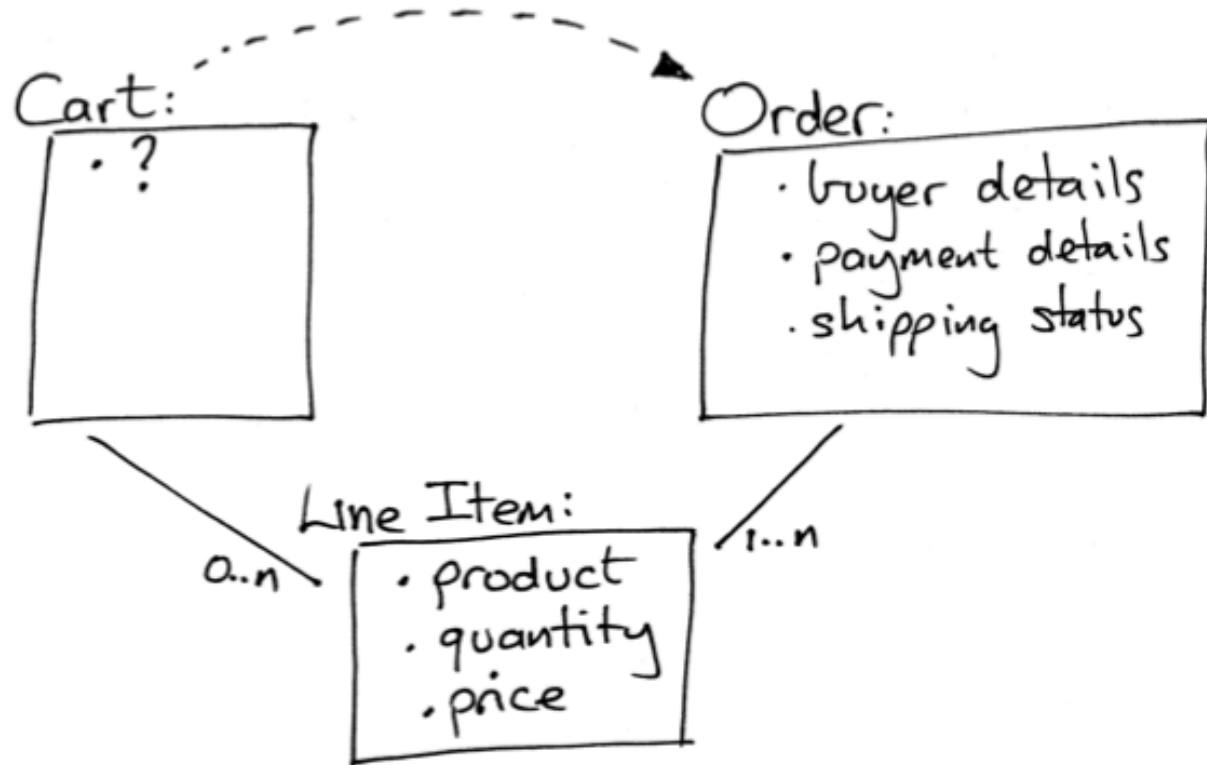 Cart:
· ?
Order:
· buyer details
· payment details
· shipping status
0..n
1..n
Line Item:
· product
· quantity
· price